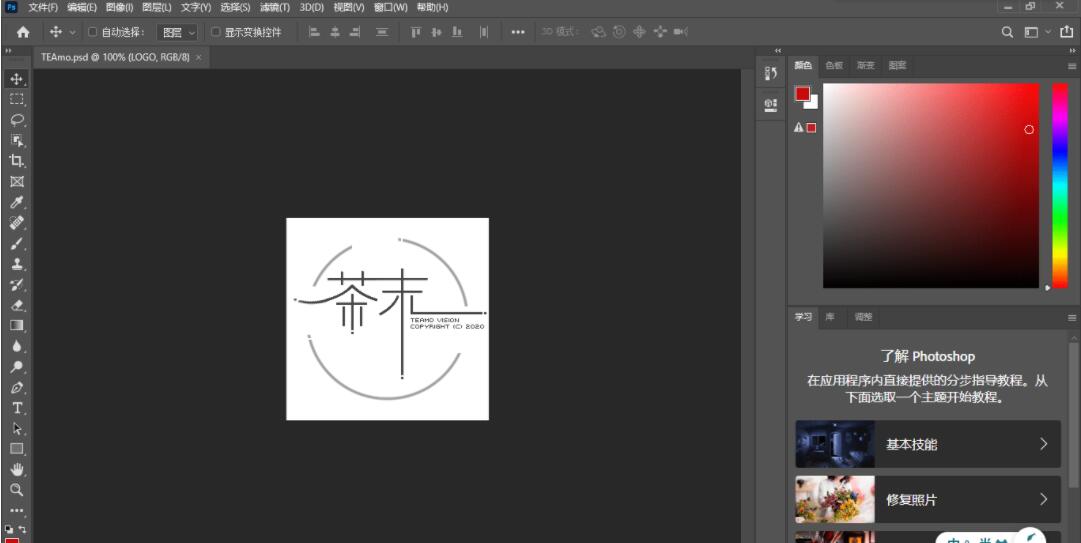 Ps 文件(F) 编辑(E) 图像(I) 图层(L) 文字(Y) 选择(S) 滤镜(T) 3D(D) 视图(V) 窗口(W) 帮助(H)
自动选择： 图层 显示变换控件 3D 模式：
TEAmo.psd @ 100% (LOGO, RGB/8) ×
颜色 色板 渐变 图案
茶末
TEAMO VISION
COPYRIGHT (C) 2020
学习 库 调整
了解 Photoshop
在应用程序内直接提供的分步指导教程。从
下面选取一个主题开始教程。
基本技能
修复照片